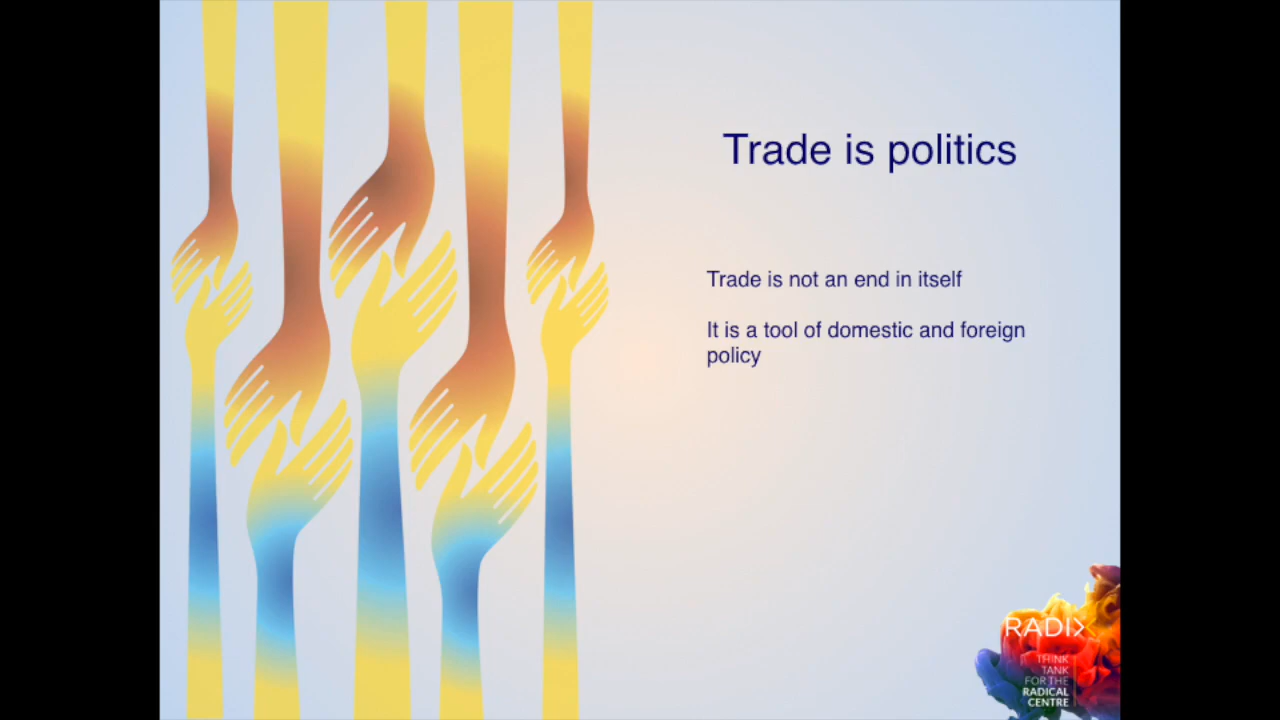 Trade is politics
Trade is not an end in itself
It is a tool of domestic and foreign
policy
RADIX
THINK
TANK
FOR THE
RADICAL
CENTRE